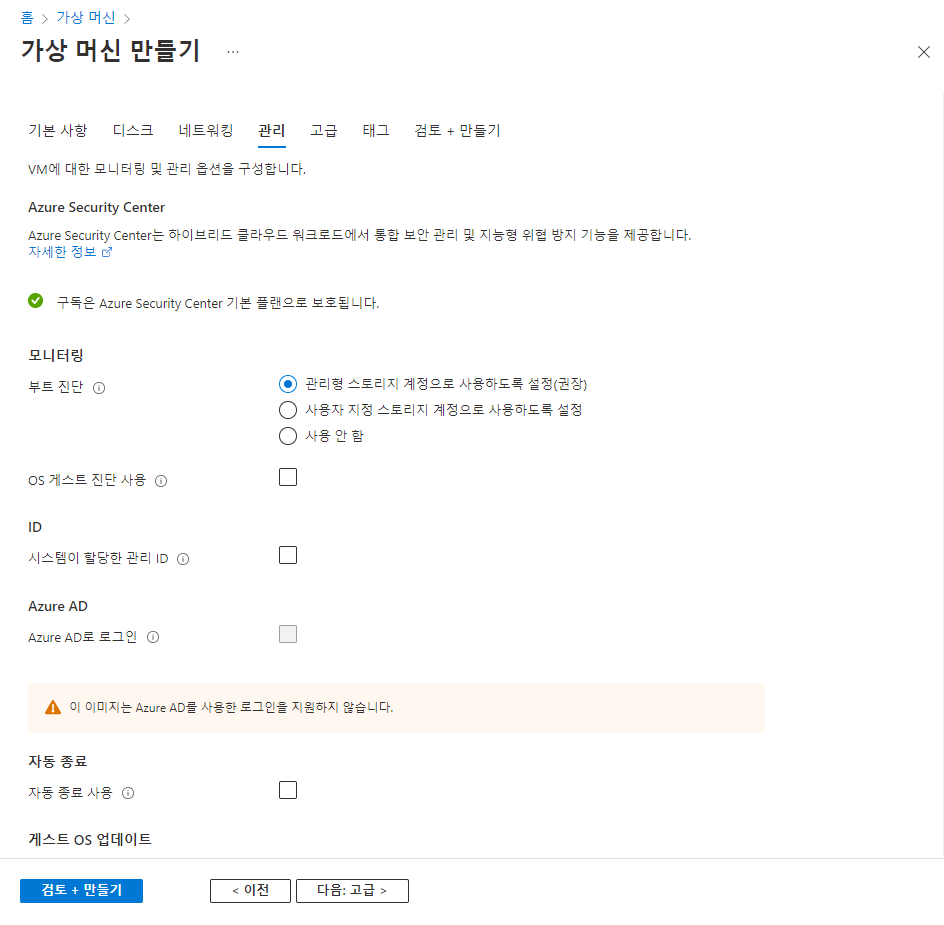 홈 > 가상 머신 >
가상 머신 만들기 ...
기본 사항 디스크 네트워킹 관리 고급 태그 검토 + 만들기
VM에 대한 모니터링 및 관리 옵션을 구성합니다.
Azure Security Center
Azure Security Center는 하이브리드 클라우드 워크로드에서 통합 보안 관리 및 지능형 위협 방지 기능을 제공합니다.
자세한 정보
구독은 Azure Security Center 기본 플랜으로 보호됩니다.
모니터링
부트 진단
관리형 스토리지 계정으로 사용하도록 설정(권장)
사용자 지정 스토리지 계정으로 사용하도록 설정
사용 안 함
OS 게스트 진단 사용
ID
시스템이 할당한 관리 ID
Azure AD
Azure AD로 로그인
이 이미지는 Azure AD를 사용한 로그인을 지원하지 않습니다.
자동 종료
자동 종료 사용
게스트 OS 업데이트
검토 + 만들기 < 이전 다음: 고급 >